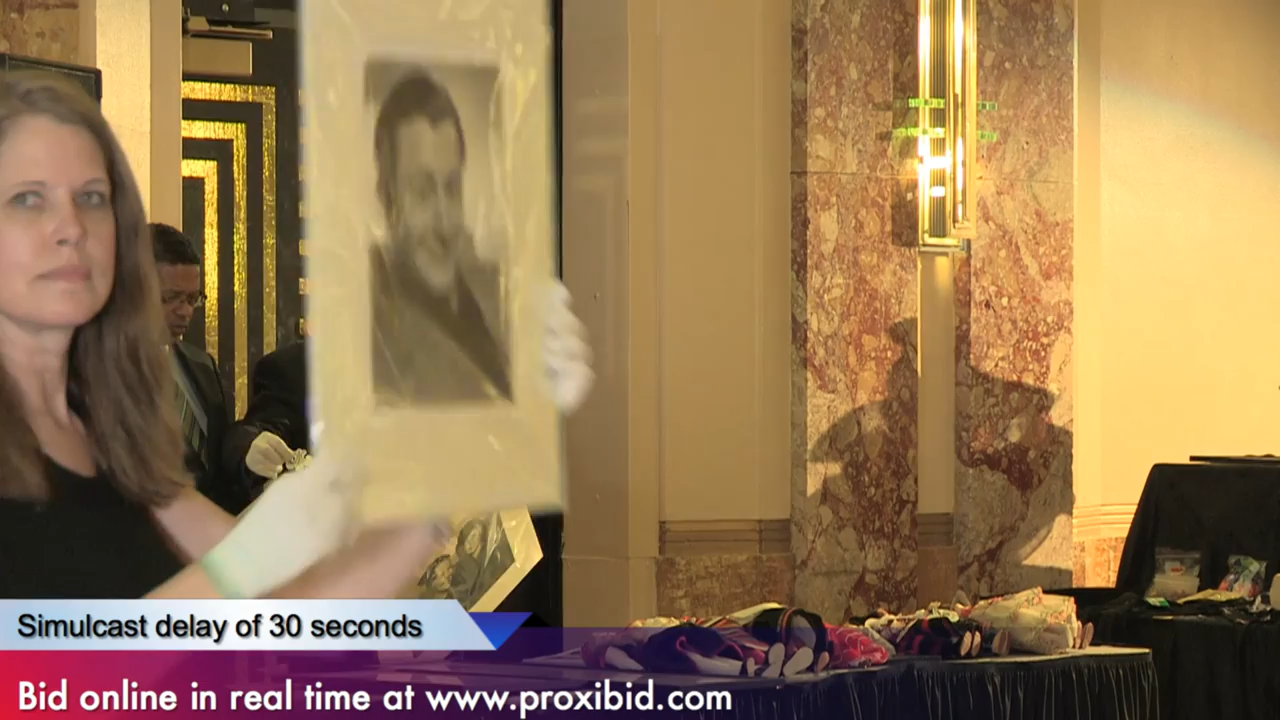 Simulcast delay of 30 seconds
Bid online in real time at www.proxibid.com